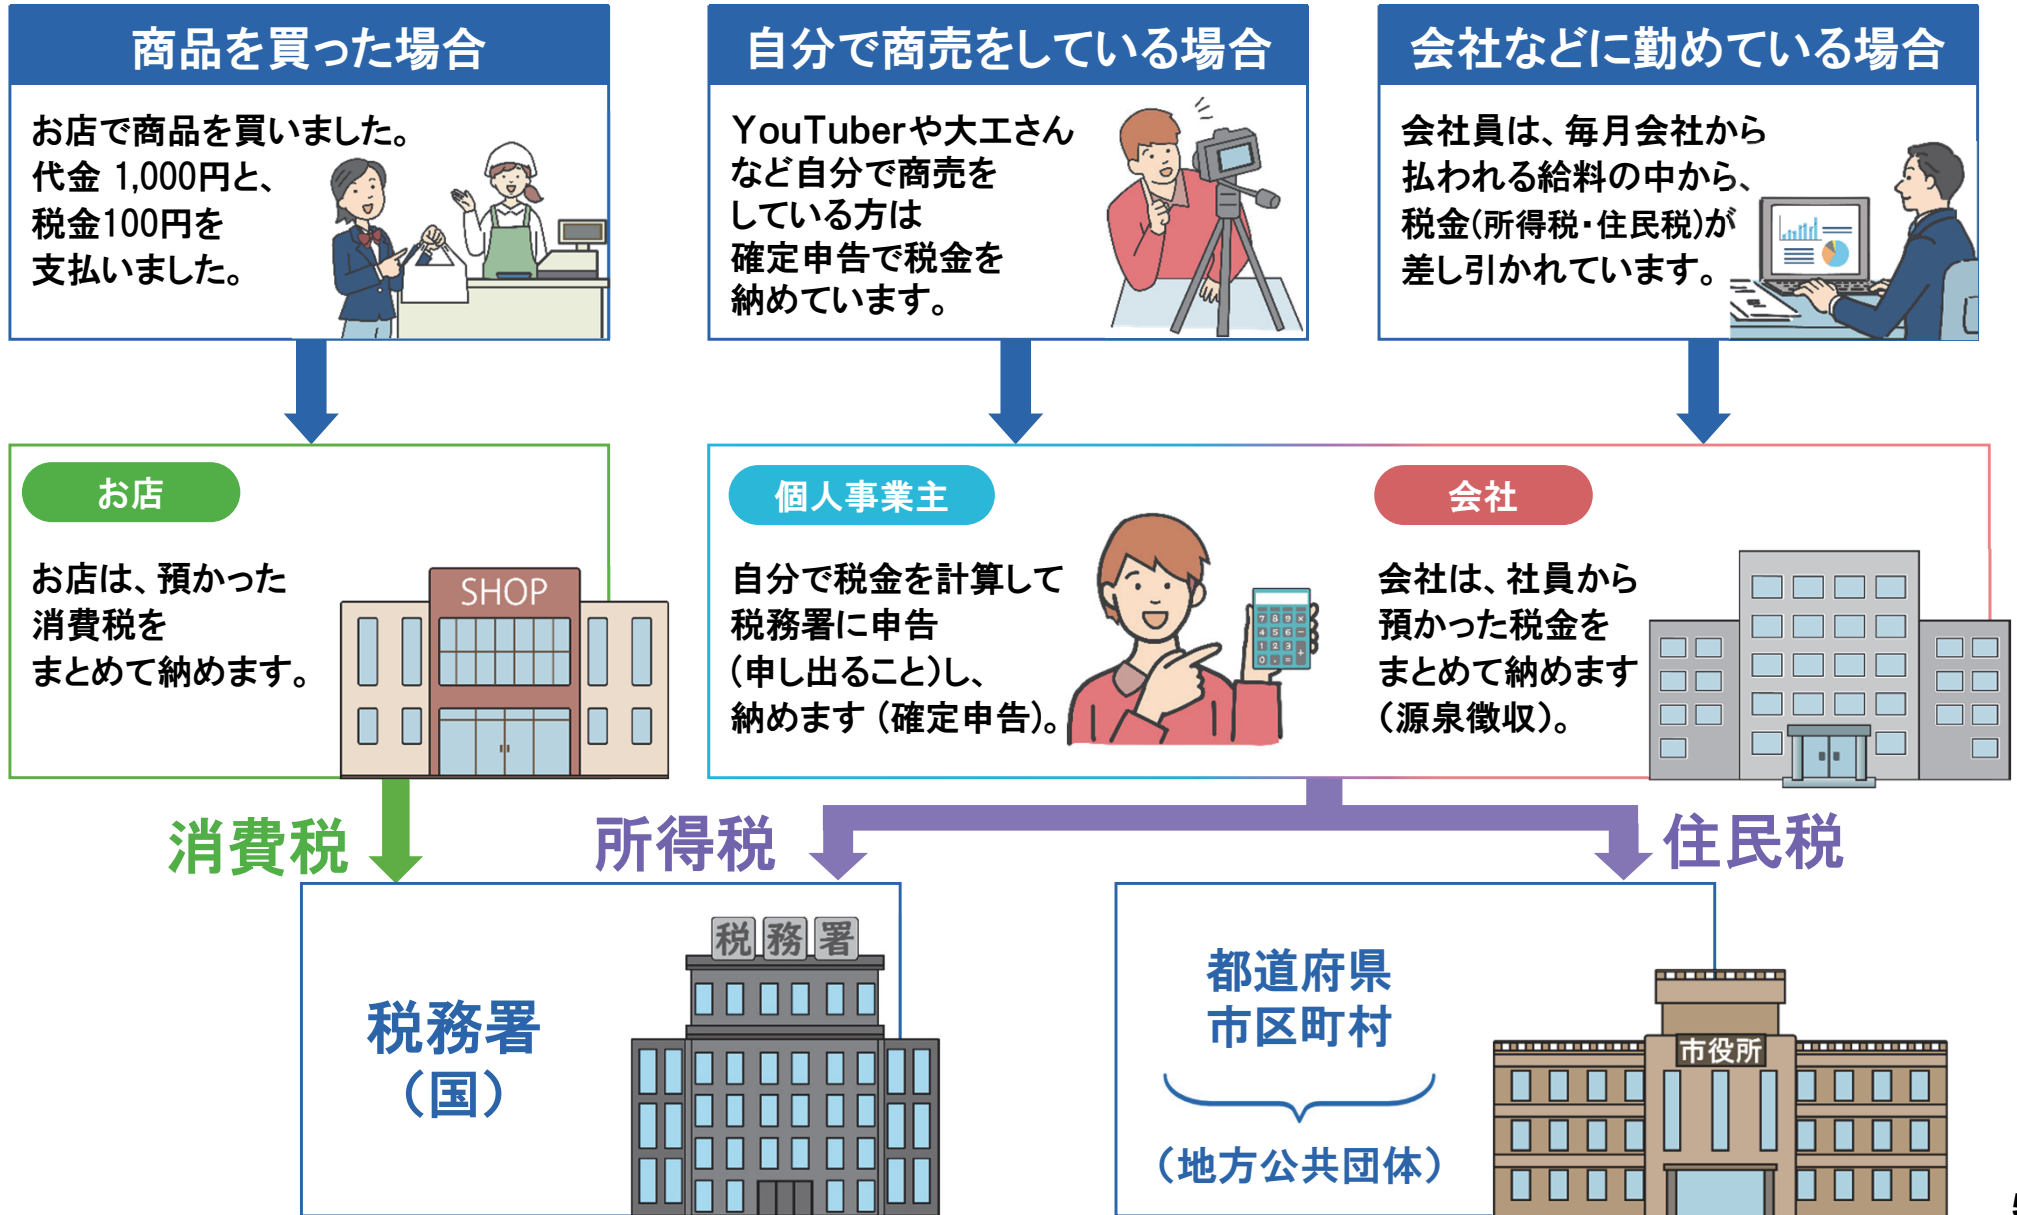 商品を買った場合
お店で商品を買いました。
代金 1,000円と、
税金100円を
支払いました。
自分で商売をしている場合
YouTuberや大工さん
など自分で商売を
している方は
確定申告で税金を
納めています。
会社などに勤めている場合
会社員は、毎月会社から
払われる給料の中から、
税金(所得税・住民税)が
差し引かれています。
お店
お店は、預かった
消費税を
まとめて納めます。
SHOP
個人事業主
自分で税金を計算して
税務署に申告
(申し出ること)し、
納めます (確定申告)。
7 8 9 ×
4 5 6 −
1 2 3 +
0 . =
会社
会社は、社員から
預かった税金を
まとめて納めます
(源泉徴収)。
消費税
所得税
住民税
税務署
(国)
税務署
都道府県
市区町村
(地方公共団体)
市役所